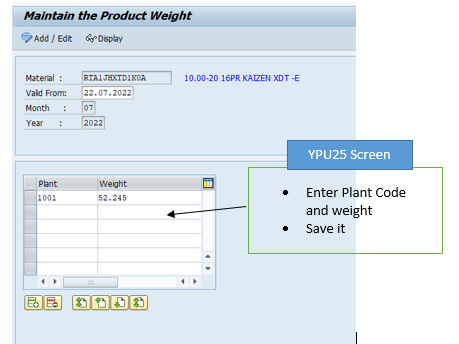 Maintain the Product Weight
Add / Edit Display
Material : RTA1JHXTD1K0A 10.00-20 16PR KAIZEN XDT -E
Valid From: 22.07.2022
Month : 07
Year : 2022
YPU25 Screen
Plant Weight
1001 52.245
• Enter Plant Code
and weight
• Save it